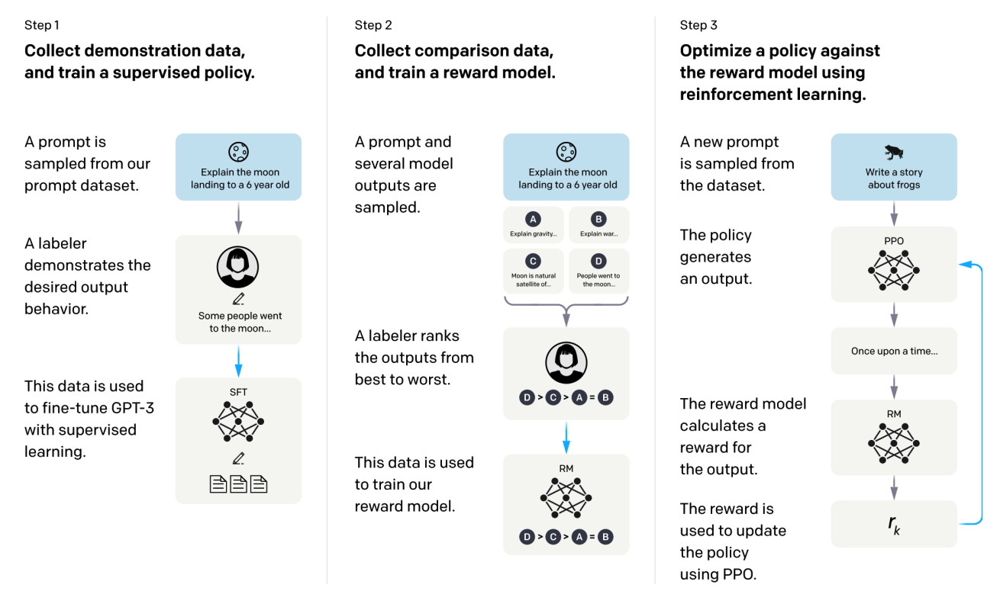 Step 1
Collect demonstration data,
and train a supervised policy.
A prompt is
sampled from our
prompt dataset.
Explain the moon
landing to a 6 year old
A labeler
demonstrates the
desired output
behavior.
Some people went
to the moon...
This data is used
to fine-tune GPT-3
with supervised
learning.
SFT
Step 2
Collect comparison data,
and train a reward model.
A prompt and
several model
outputs are
sampled.
Explain the moon
landing to a 6 year old
A
Explain gravity...
B
Explain war...
C
Moon is natural
satellite of...
D
People went to
the moon...
A labeler ranks
the outputs from
best to worst.
D > C > A = B
This data is used
to train our
reward model.
RM
D > C > A = B
Step 3
Optimize a policy against
the reward model using
reinforcement learning.
A new prompt
is sampled from
the dataset.
Write a story
about frogs
The policy
generates
an output.
PPO
Once upon a time...
The reward model
calculates a
reward for
the output.
RM
The reward is
used to update
the policy
using PPO.
r_k